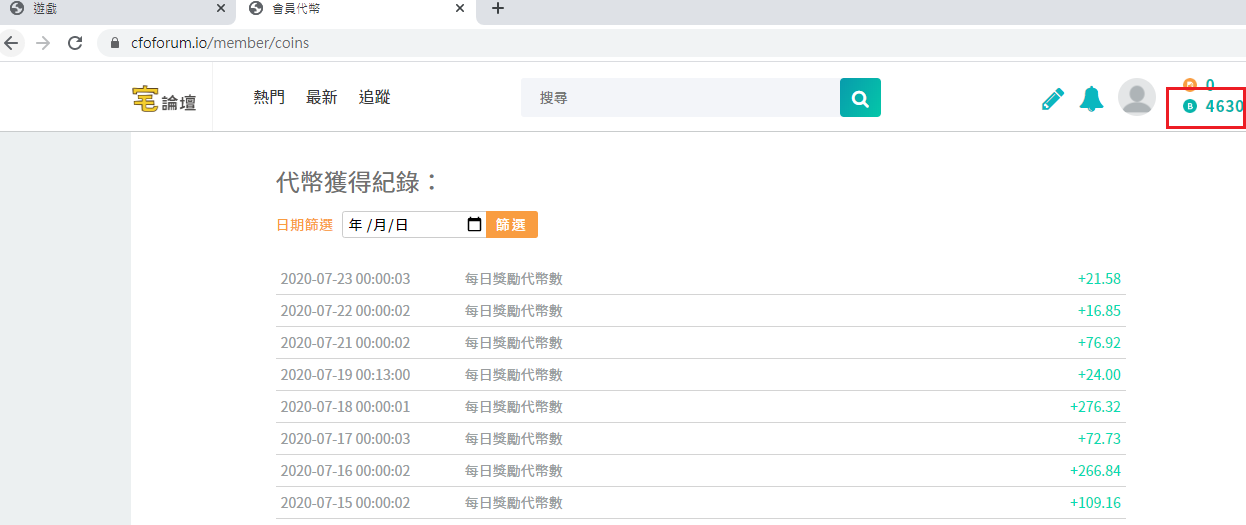 遊戲
會員代幣
cfoforum.io/member/coins
宅論壇 熱門 最新 追蹤 搜尋 0
4630
代幣獲得紀錄：
日期篩選 年 /月/日 篩選
2020-07-23 00:00:03 每日獎勵代幣數 +21.58
2020-07-22 00:00:02 每日獎勵代幣數 +16.85
2020-07-21 00:00:02 每日獎勵代幣數 +76.92
2020-07-19 00:13:00 每日獎勵代幣數 +24.00
2020-07-18 00:00:01 每日獎勵代幣數 +276.32
2020-07-17 00:00:03 每日獎勵代幣數 +72.73
2020-07-16 00:00:02 每日獎勵代幣數 +266.84
2020-07-15 00:00:02 每日獎勵代幣數 +109.16